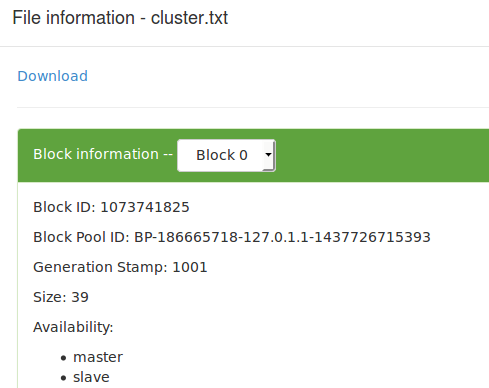 File information - cluster.txt
Download
Block information -- Block 0
Block ID: 1073741825
Block Pool ID: BP-186665718-127.0.1.1-1437726715393
Generation Stamp: 1001
Size: 39
Availability:
• master
• slave